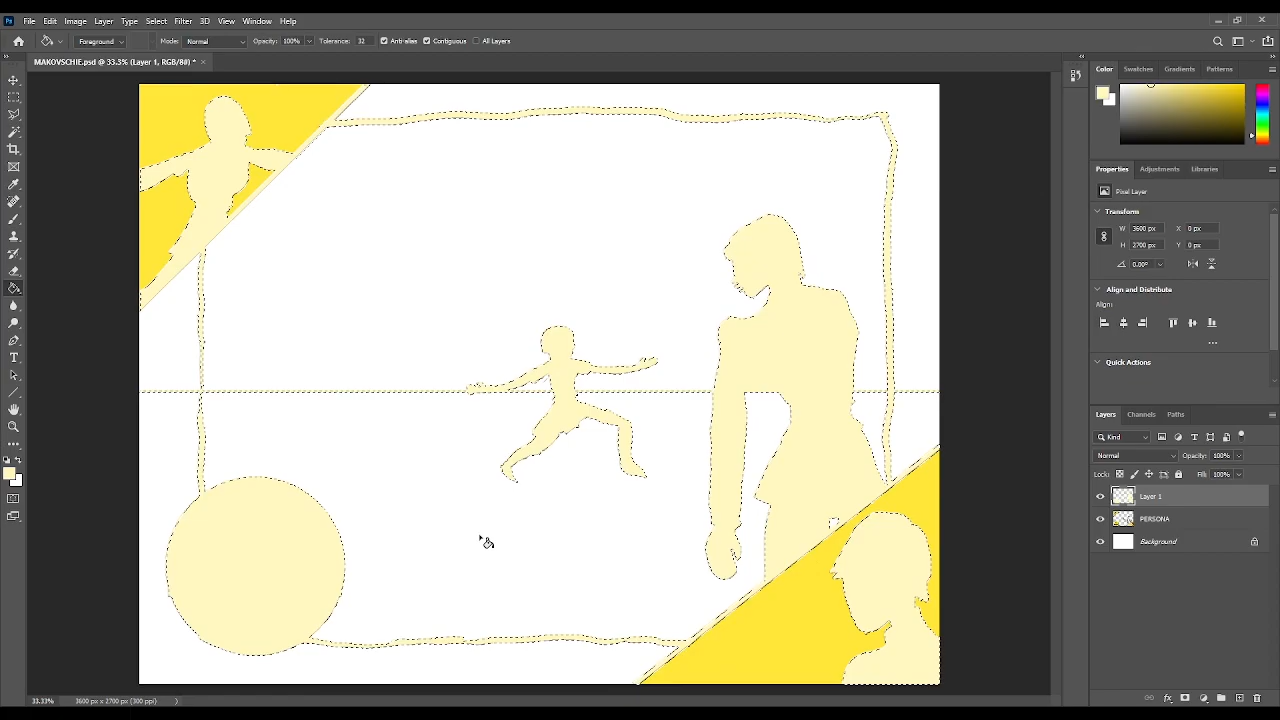 Ps File Edit Image Layer Type Select Filter 3D View Window Help
Foreground Mode: Normal Opacity: 100% Tolerance: 32 Anti-alias Contiguous All Layers
MAKOVSCHIE.psd @ 33.3% (Layer 1, RGB/8#) * ×
Color Swatches Gradients Patterns
Properties Adjustments Libraries
Pixel Layer
Transform
W 3600 px X 0 px
H 2700 px Y 0 px
0.00°
Align and Distribute
Align:
Quick Actions
Layers Channels Paths
Kind
Normal Opacity: 100%
Lock: Fill: 100%
Layer 1
PERSONA
Background
33.33% 3600 px x 2700 px (300 ppi)